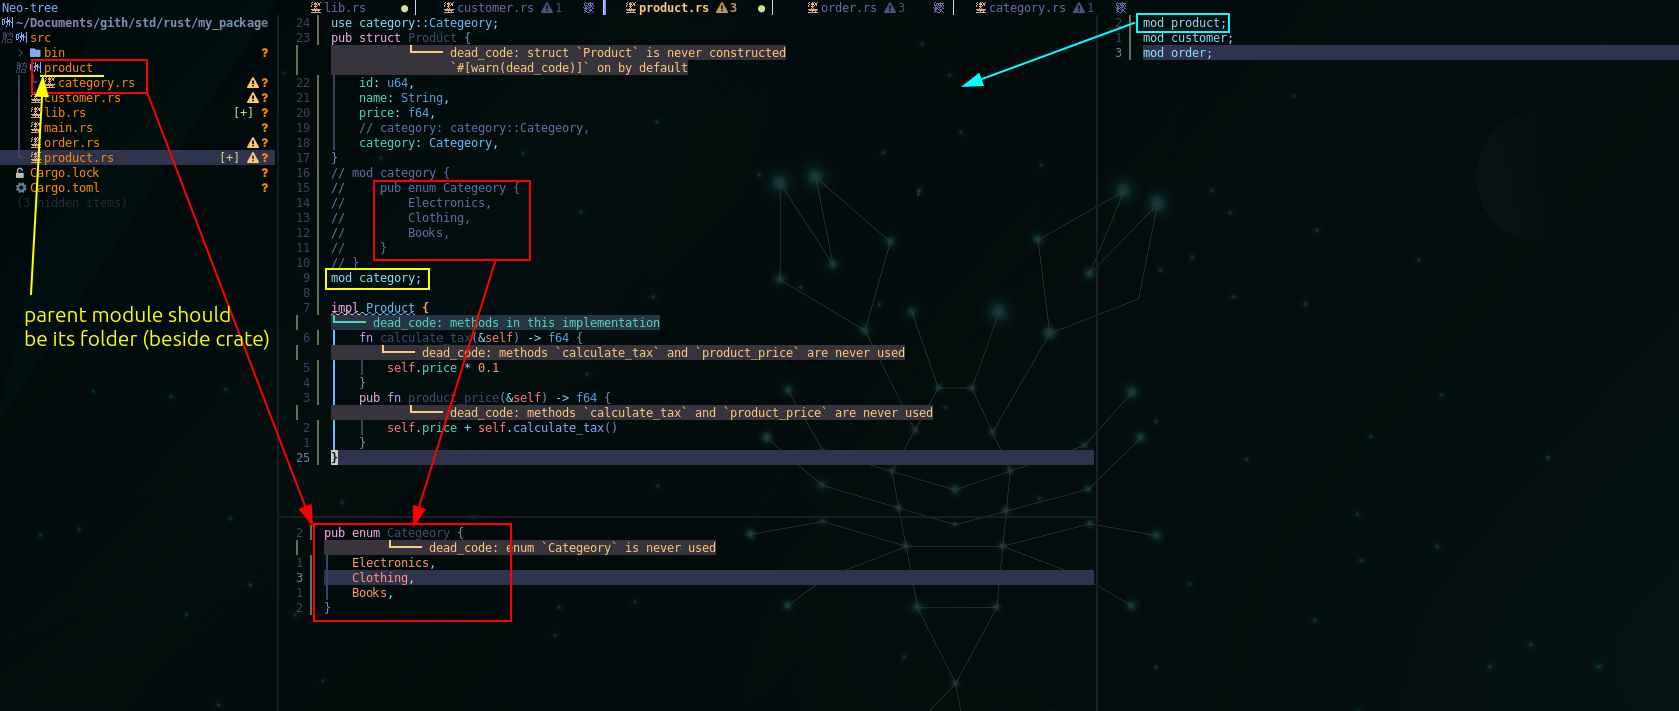 Neo-tree
~/Documents/gith/std/rust/my_package
src
bin ?
product
category.rs ?
customer.rs ?
lib.rs [+] ?
main.rs ?
order.rs ?
product.rs [+] ?
Cargo.lock ?
Cargo.toml ?
(3 hidden items)
parent module should
be its folder (beside crate)
lib.rs customer.rs 1 product.rs 3 order.rs 3 category.rs 1
24 use category::Categeory;
23 pub struct Product {
dead_code: struct `Product` is never constructed
`#[warn(dead_code)]` on by default
22 id: u64,
21 name: String,
20 price: f64,
19 // category: category::Categeory,
18 category: Categeory,
17 }
16 // mod category {
15 // pub enum Categeory {
14 // Electronics,
13 // Clothing,
12 // Books,
11 // }
10 // }
9 mod category;
8
7 impl Product {
dead_code: methods in this implementation
6 fn calculate_tax(&self) -> f64 {
dead_code: methods `calculate_tax` and `product_price` are never used
5 self.price * 0.1
4 }
3 pub fn product_price(&self) -> f64 {
dead_code: methods `calculate_tax` and `product_price` are never used
2 self.price + self.calculate_tax()
1 }
25 }
2 pub enum Categeory {
dead_code: enum `Categeory` is never used
1 Electronics,
3 Clothing,
1 Books,
2 }
2 mod product;
1 mod customer;
3 mod order;